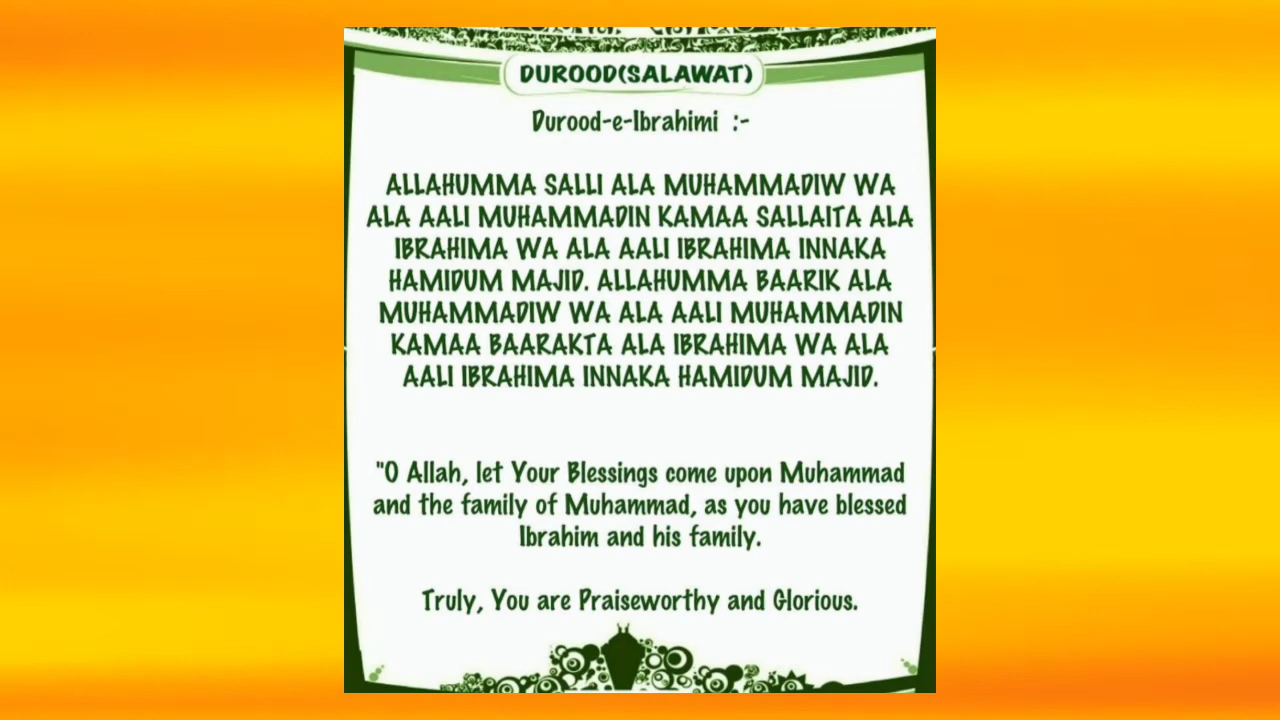 DUROOD(SALAWAT)
Durood-e-Ibrahimi :-
ALLAHUMMA SALLI ALA MUHAMMADIW WA
ALA AALI MUHAMMADIN KAMAA SALLAITA ALA
IBRAHIMA WA ALA AALI IBRAHIMA INNAKA
HAMIDUM MAJID. ALLAHUMMA BAARIK ALA
MUHAMMADIW WA ALA AALI MUHAMMADIN
KAMAA BAARAKTA ALA IBRAHIMA WA ALA
AALI IBRAHIMA INNAKA HAMIDUM MAJID.
"O Allah, let Your Blessings come upon Muhammad
and the family of Muhammad, as you have blessed
Ibrahim and his family.
Truly, You are Praiseworthy and Glorious.